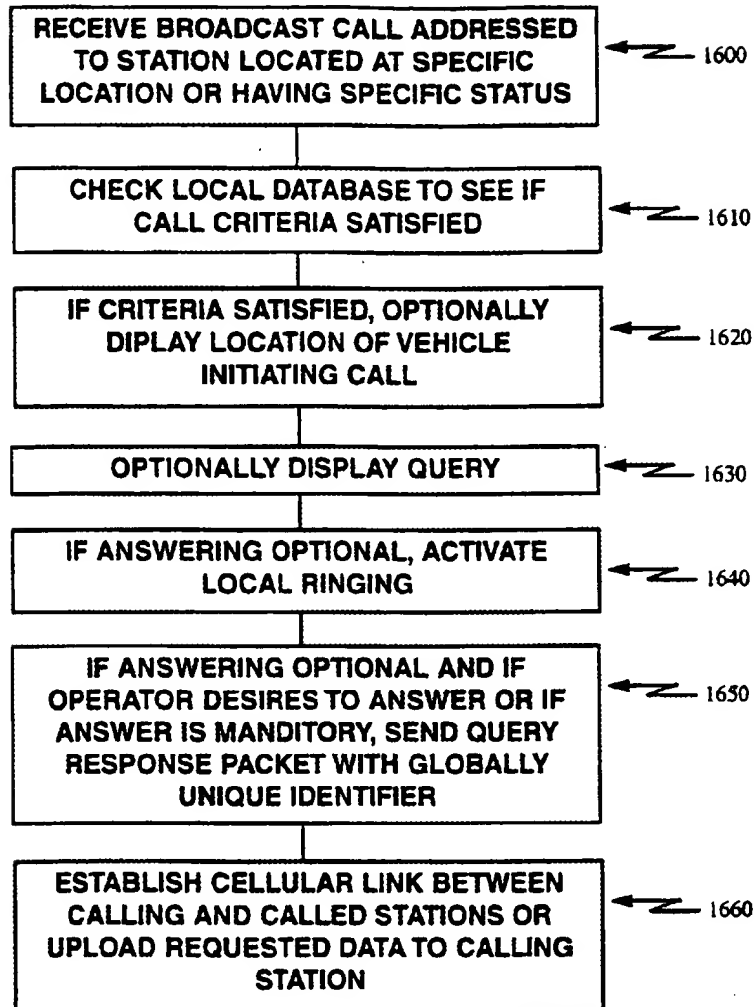 RECEIVE BROADCAST CALL ADDRESSED
TO STATION LOCATED AT SPECIFIC
LOCATION OR HAVING SPECIFIC STATUS
1600
CHECK LOCAL DATABASE TO SEE IF
CALL CRITERIA SATISFIED
1610
IF CRITERIA SATISFIED, OPTIONALLY
DIPLAY LOCATION OF VEHICLE
INITIATING CALL
1620
OPTIONALLY DISPLAY QUERY
1630
IF ANSWERING OPTIONAL, ACTIVATE
LOCAL RINGING
1640
IF ANSWERING OPTIONAL AND IF
OPERATOR DESIRES TO ANSWER OR IF
ANSWER IS MANDITORY, SEND QUERY
RESPONSE PACKET WITH GLOBALLY
UNIQUE IDENTIFIER
1650
ESTABLISH CELLULAR LINK BETWEEN
CALLING AND CALLED STATIONS OR
UPLOAD REQUESTED DATA TO CALLING
STATION
1660